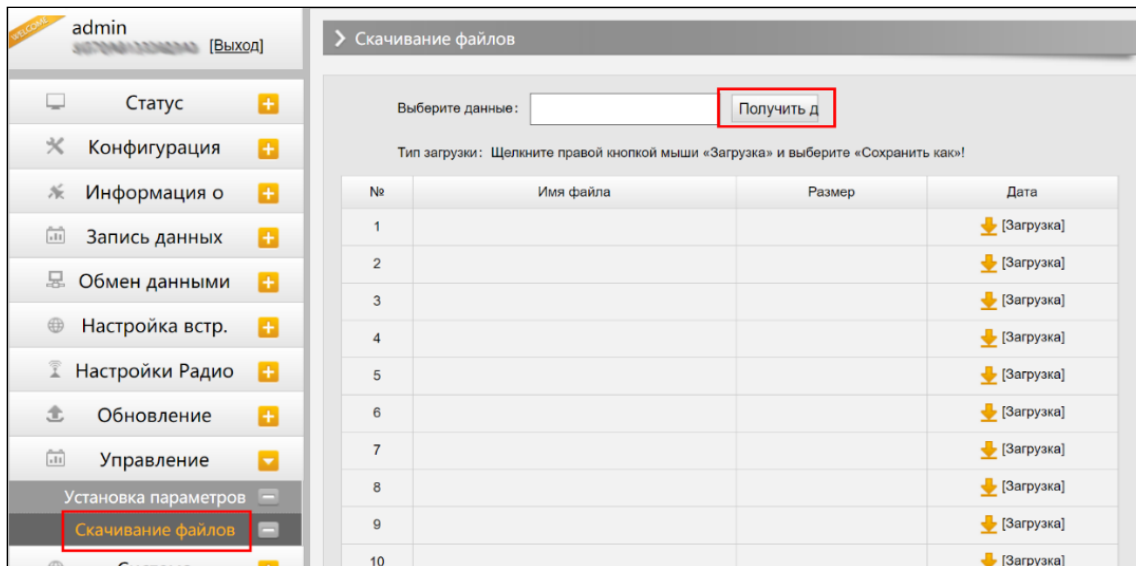 WELCOME
admin
[Выход]
Статус
Конфигурация
Информация о
Запись данных
Обмен данными
Настройка встр.
Настройки Радио
Обновление
Управление
Установка параметров
Скачивание файлов
Скачивание файлов
Выберите данные:
Получить д
Тип загрузки: Щелкните правой кнопкой мыши «Загрузка» и выберите «Сохранить как»!
№ Имя файла Размер Дата
1 [Загрузка]
2 [Загрузка]
3 [Загрузка]
4 [Загрузка]
5 [Загрузка]
6 [Загрузка]
7 [Загрузка]
8 [Загрузка]
9 [Загрузка]
10 [Загрузка]